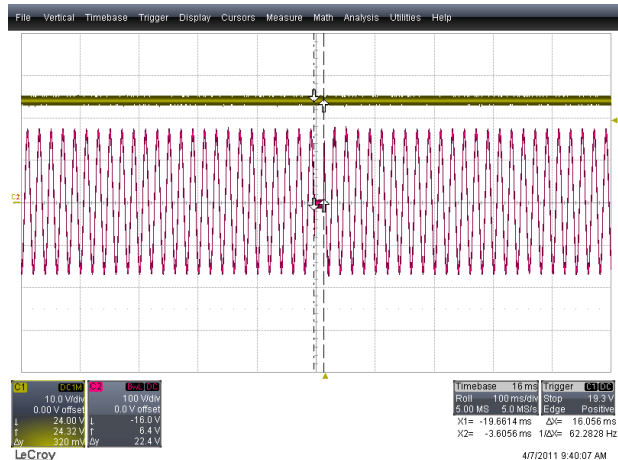 File Vertical Timebase Trigger Display Cursors Measure Math Analysis Utilities Help
C2
C1 DC1M
10.0 V/div
0.00 V offset
↓ 24.00 V
↑ 24.32 V
Δy 320 mV
C2 BwL DC
100 V/div
0.0 V offset
↓ -16.0 V
↑ 6.4 V
Δy 22.4 V
Timebase 16 ms
Roll 100 ms/div
5.00 MS 5.0 MS/s
Trigger C1 DC
Stop 19.3 V
Edge Positive
X1= -19.6614 ms ΔX= 16.056 ms
X2= -3.6056 ms 1/ΔX= 62.2828 Hz
LeCroy
4/7/2011 9:40:07 AM